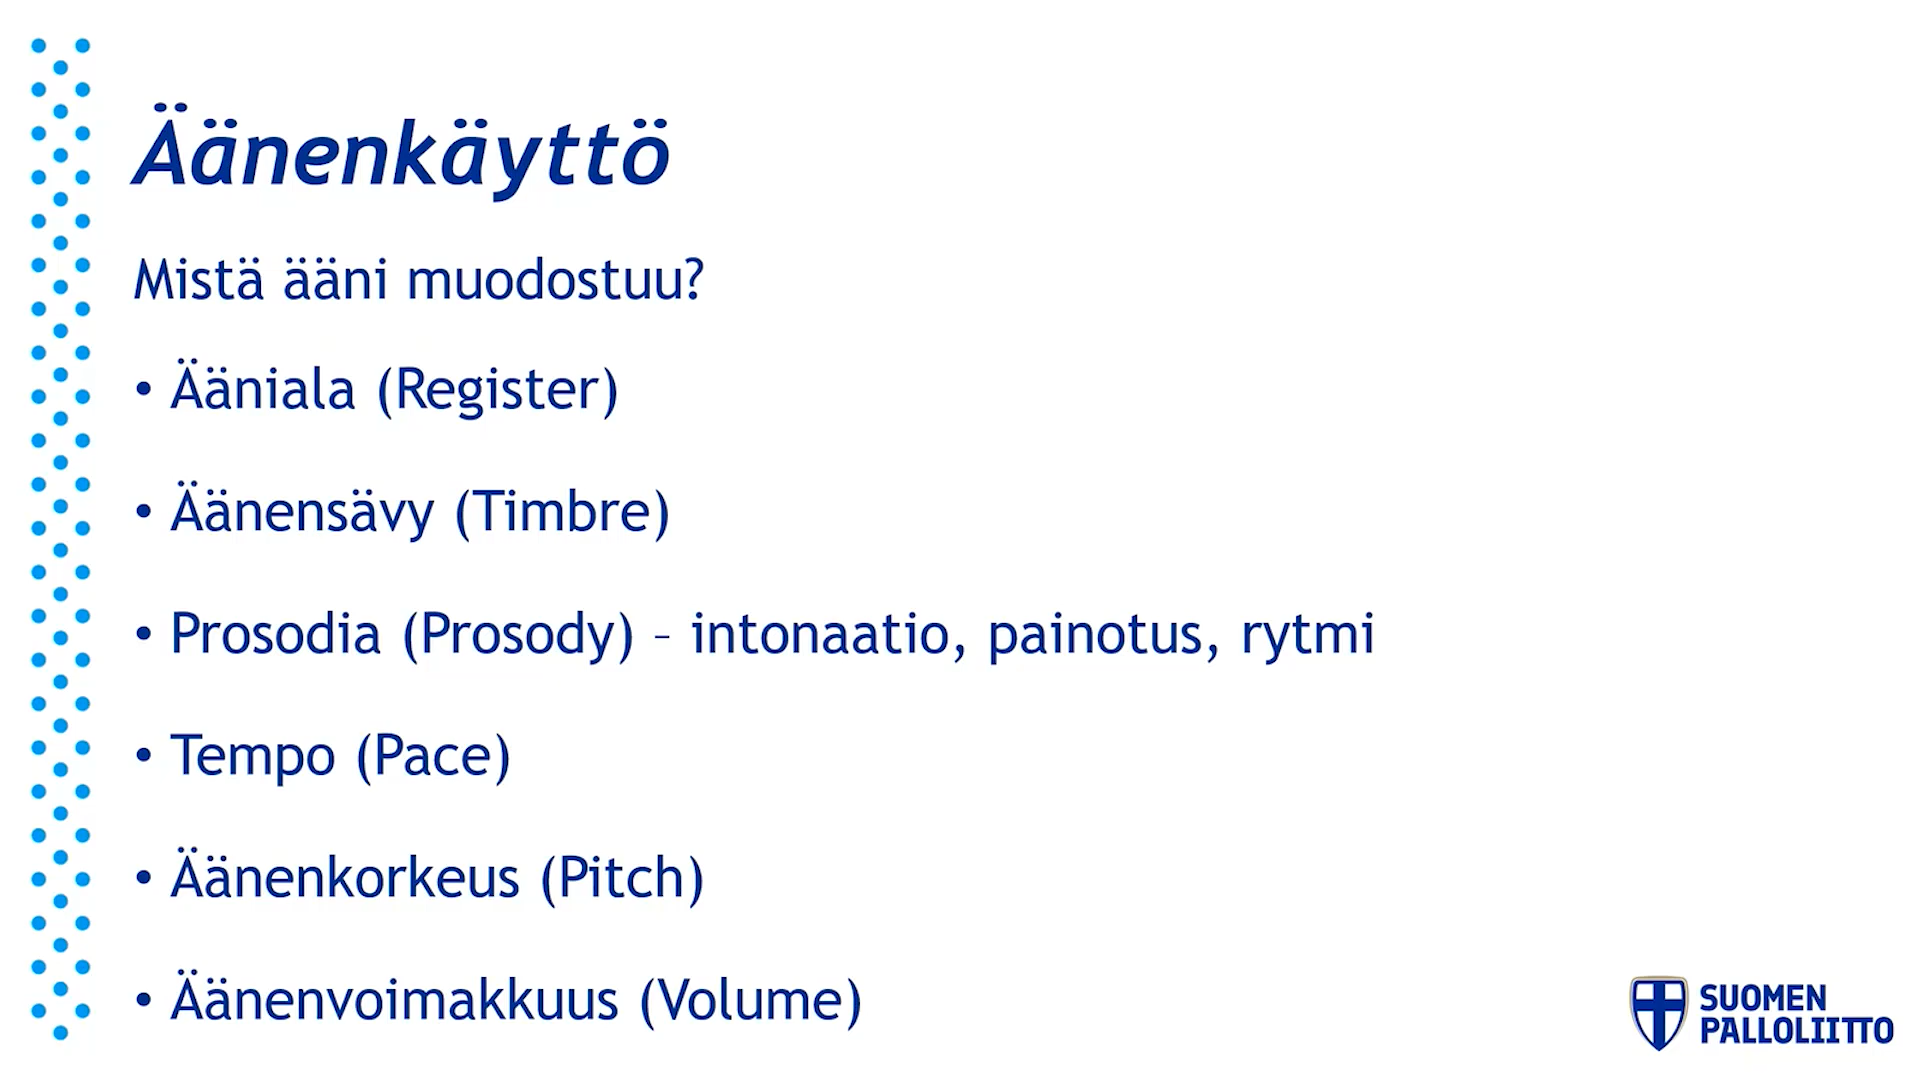 Äänenkäyttö
Mistä ääni muodostuu?
• Ääniala (Register)
• Äänensävy (Timbre)
• Prosodia (Prosody) – intonaatio, painotus, rytmi
• Tempo (Pace)
• Äänenkorkeus (Pitch)
• Äänenvoimakkuus (Volume)
SUOMEN
PALLOLIITTO